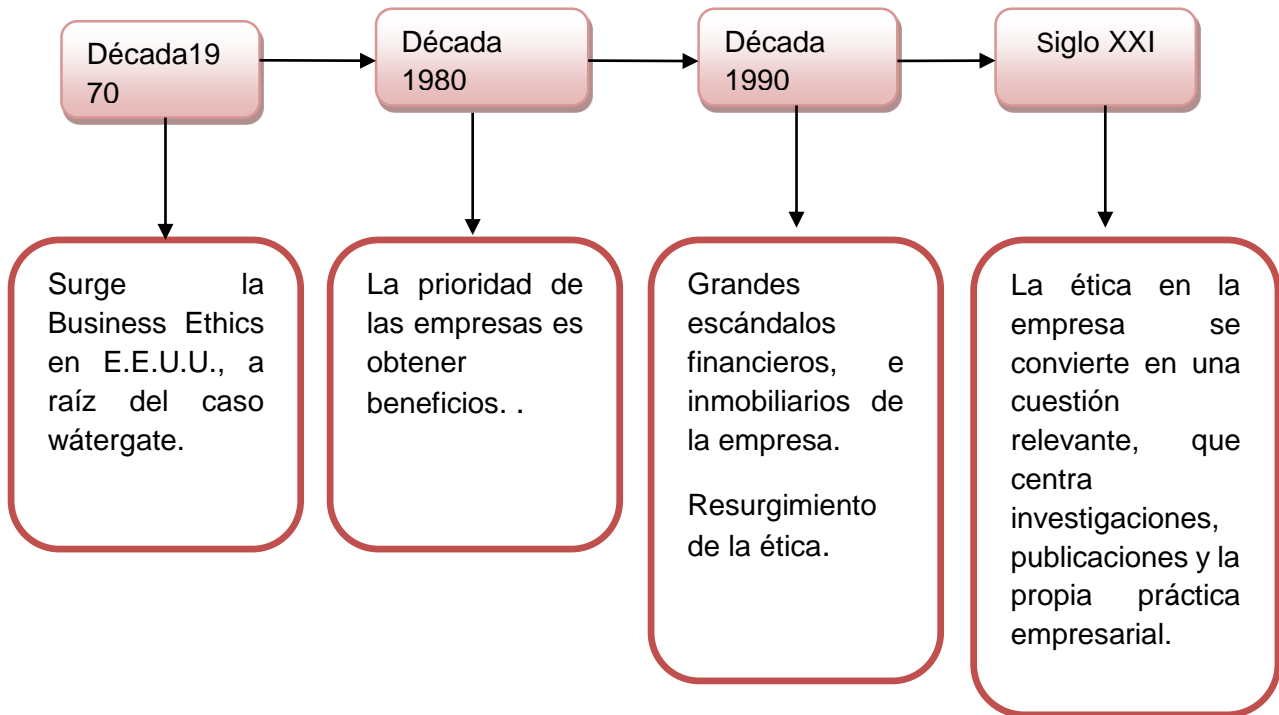 Década19
70
Década
1980
Década
1990
Siglo XXI
Surge la
Business Ethics
en E.E.U.U., a
raíz del caso
wátergate.
La prioridad de
las empresas es
obtener
beneficios. .
Grandes
escándalos
financieros, e
inmobiliarios de
la empresa.
Resurgimiento
de la ética.
La ética en la
empresa se
convierte en una
cuestión
relevante, que
centra
investigaciones,
publicaciones y la
propia práctica
empresarial.